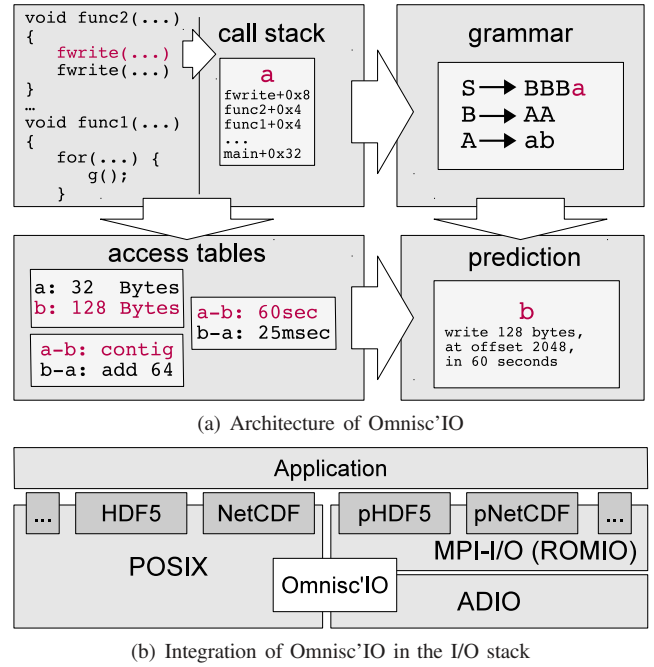 void func2(...)
{
fwrite(...)
fwrite(...)
}
…
void func1(...)
{
for(...) {
g();
}
call stack
a
fwrite+0x8
func2+0x4
func1+0x4
...
main+0x32
grammar
S → BBBa
B → AA
A → ab
access tables
a: 32 Bytes
b: 128 Bytes
a-b: 60sec
b-a: 25msec
a-b: contig
b-a: add 64
prediction
b
write 128 bytes,
at offset 2048,
in 60 seconds
(a) Architecture of Omnisc'IO
Application
... HDF5 NetCDF pHDF5 pNetCDF ...
POSIX
MPI-I/O (ROMIO)
Omnisc'IO
ADIO
(b) Integration of Omnisc'IO in the I/O stack